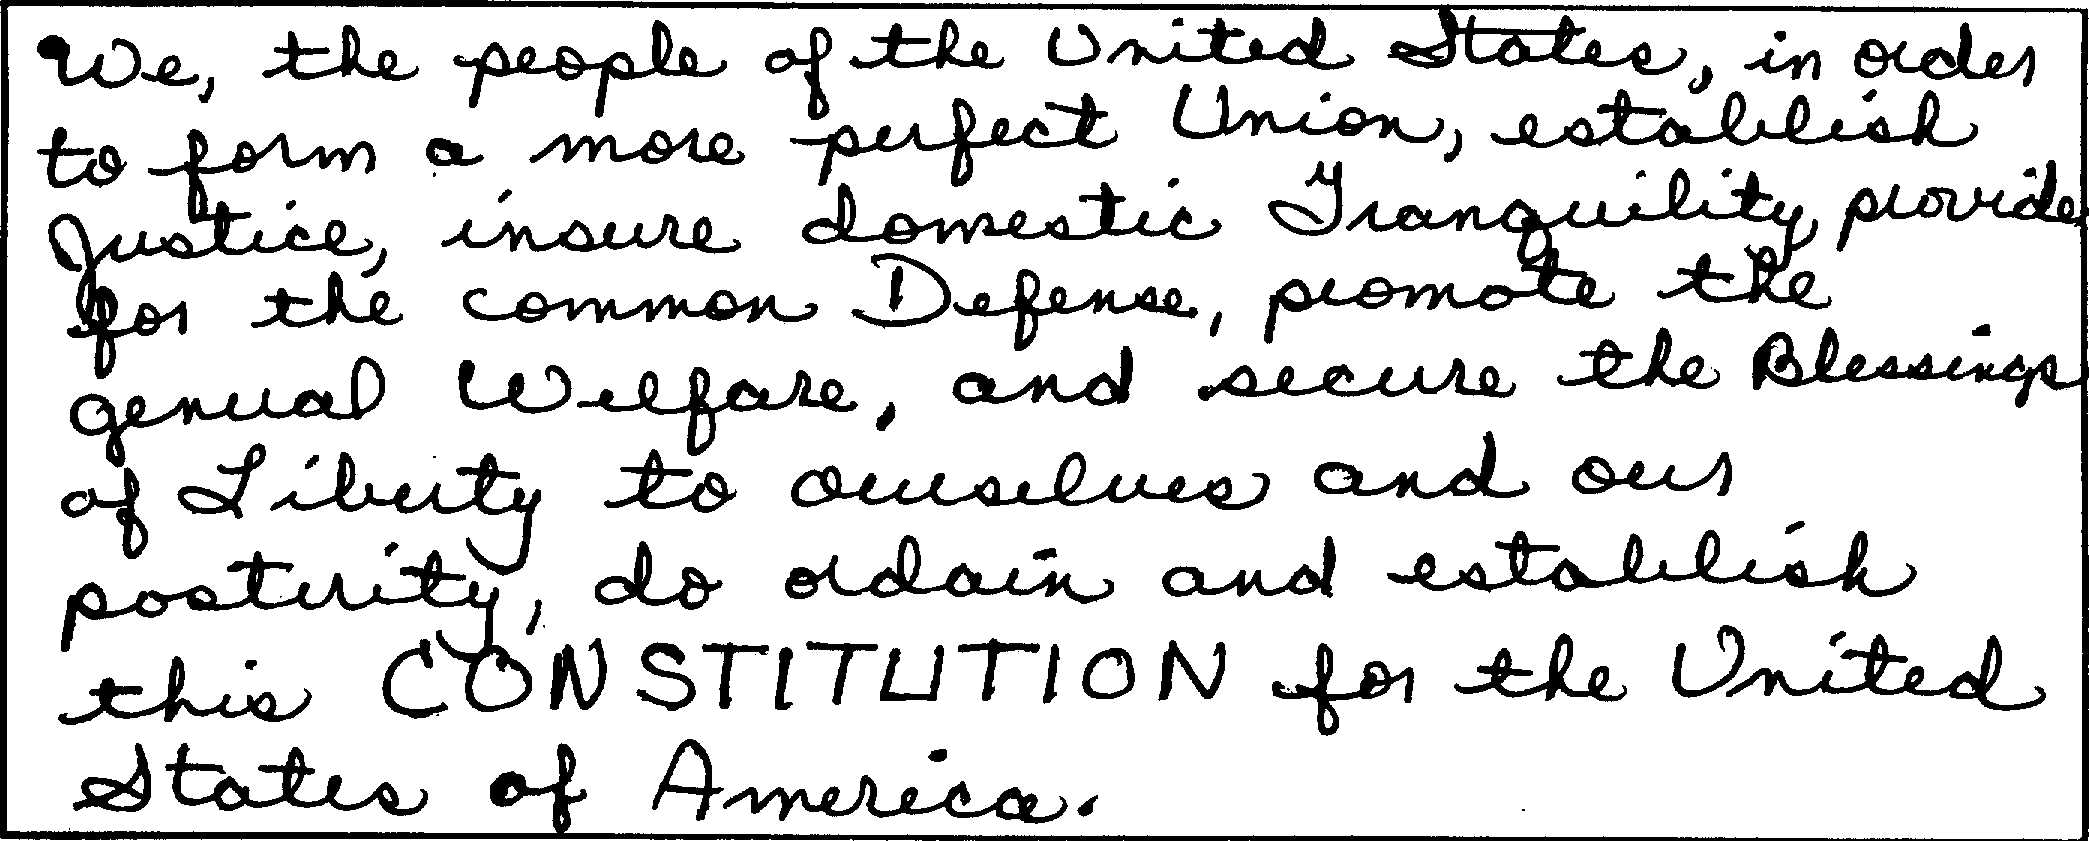 We, the people of the United States, in order
to form a more perfect Union, establish
Justice, insure domestic Tranquility, provide
for the common Defense, promote the
general Welfare, and secure the Blessings
of Liberty to ourselves and our
posterity, do ordain and establish
this CONSTITUTION for the United
States of America.